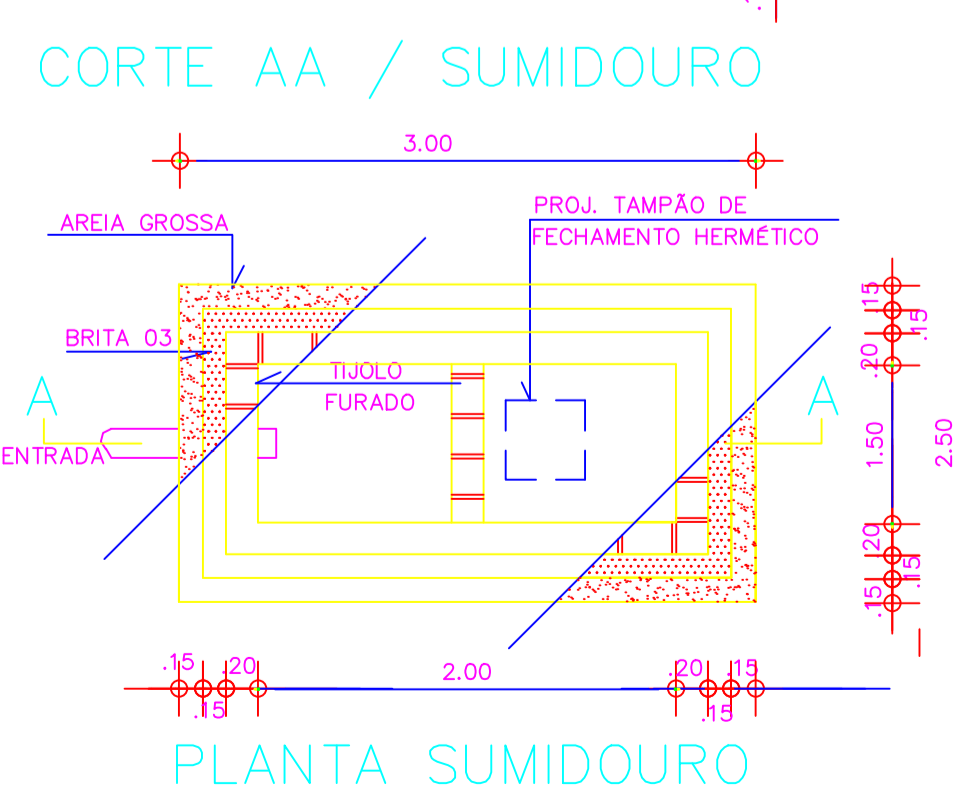 CORTE AA / SUMIDOURO
3.00
AREIA GROSSA
PROJ. TAMPÃO DE
FECHAMENTO HERMÉTICO
BRITA 03
TIJOLO
FURADO
A
A
ENTRADA
.15
.15
.20
1.50
2.50
.20
.15
.15
.15
.15
.20
2.00
.20
.15
.15
PLANTA SUMIDOURO